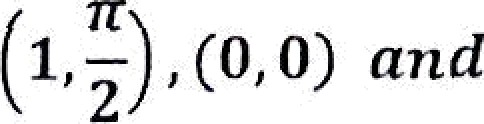 (1, π/2), (0, 0) and